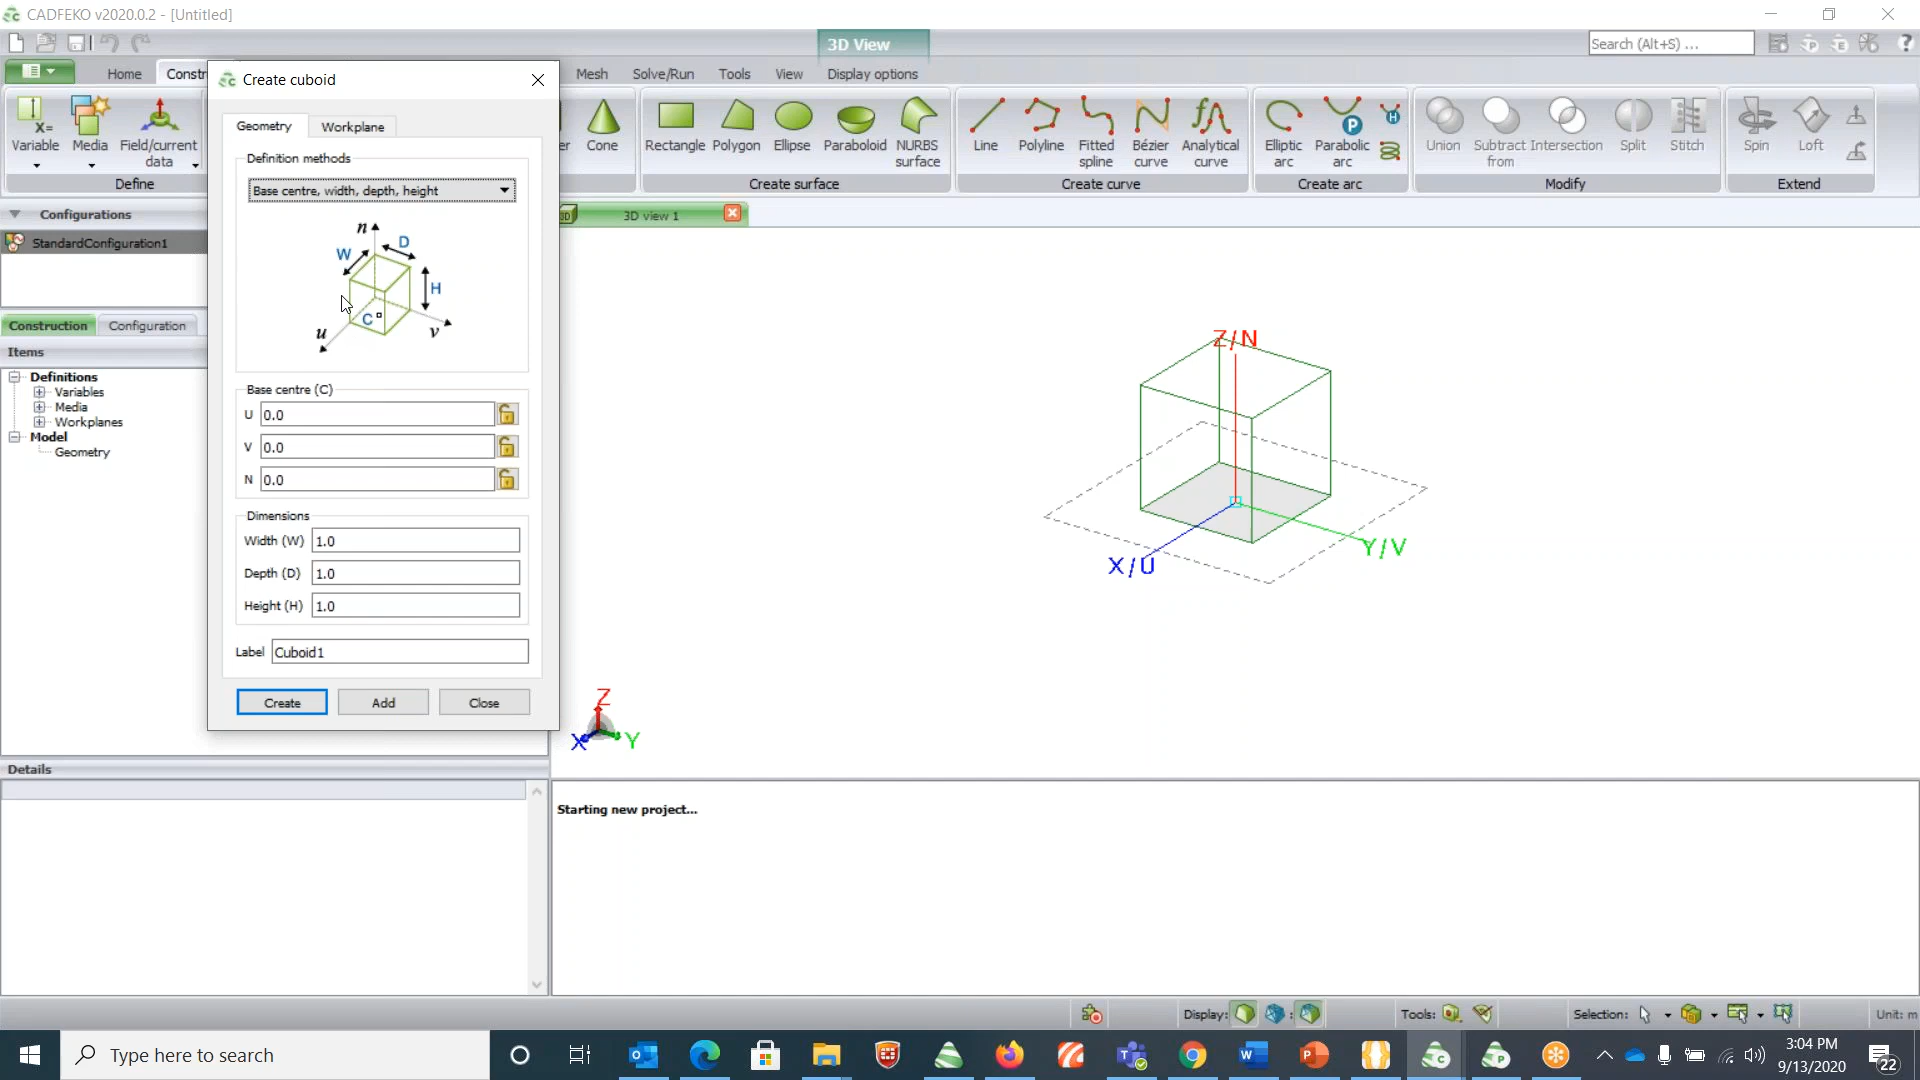 CADFEKO v2020.0.2 - [Untitled]
3D View
Search (Alt+S) ...
Home
Constr
Mesh
Solve/Run
Tools
View
Display options
Variable
Media
Field/current
data
Define
er
Cone
Rectangle
Polygon
Ellipse
Paraboloid
NURBS
surface
Create surface
Line
Polyline
Fitted
spline
Bézier
curve
Analytical
curve
Create curve
Elliptic
arc
Parabolic
arc
Create arc
Union
Subtract
from
Intersection
Split
Stitch
Modify
Spin
Loft
Extend
Configurations
StandardConfiguration1
Construction
Configuration
Items
Definitions
Variables
Media
Workplanes
Model
Geometry
Create cuboid
Geometry
Workplane
Definition methods
Base centre, width, depth, height
n
D
W
H
C
u
v
Base centre (C)
U 0.0
V 0.0
N 0.0
Dimensions
Width (W) 1.0
Depth (D) 1.0
Height (H) 1.0
Label Cuboid1
Create
Add
Close
3D view 1
Z/N
X/U
Y/V
Z
X
Y
Details
Starting new project...
Display:
Tools:
Selection:
Unit: m
Type here to search
3:04 PM
9/13/2020
22